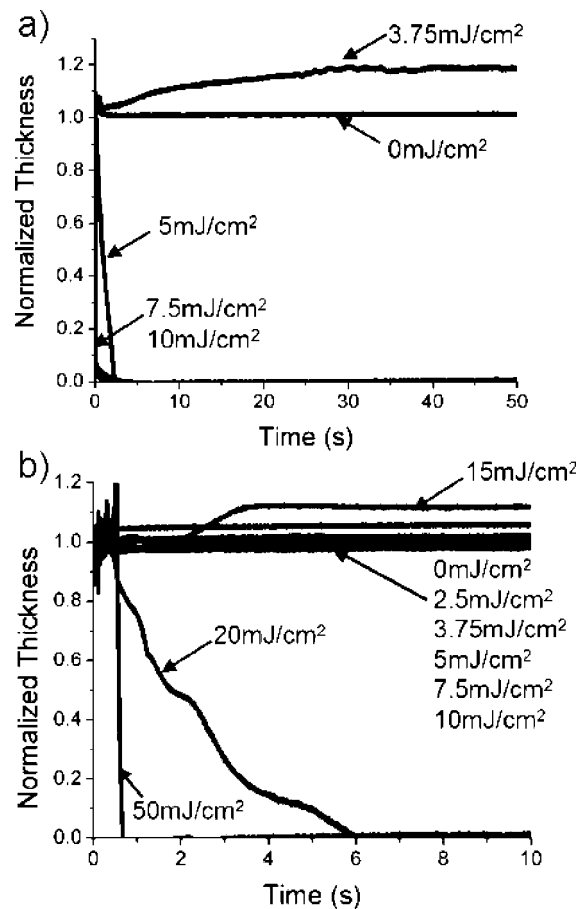 a)
3.75mJ/cm²
1.2
1.0
0mJ/cm²
0.8
0.6
5mJ/cm²
0.4
7.5mJ/cm²
0.2
10mJ/cm²
0.0
0 10 20 30 40 50
Normalized Thickness
Time (s)
b)
15mJ/cm²
1.2
1.0
0mJ/cm²
2.5mJ/cm²
0.8
20mJ/cm²
3.75mJ/cm²
0.6
5mJ/cm²
7.5mJ/cm²
0.4
10mJ/cm²
0.2
50mJ/cm²
0.0
0 2 4 6 8 10
Normalized Thickness
Time (s)